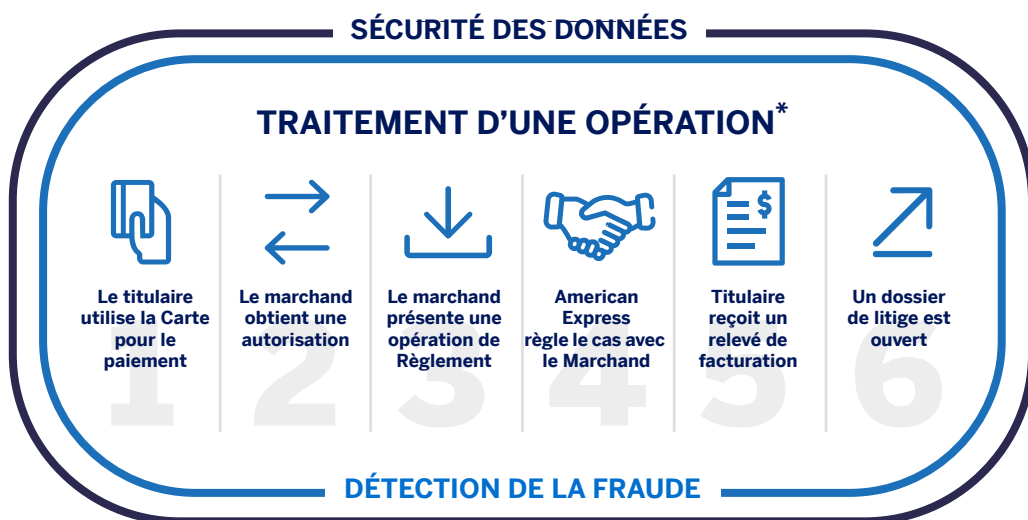 SÉCURITÉ DES DONNÉES
TRAITEMENT D'UNE OPÉRATION*
$
Le titulaire
utilise la Carte
pour le
paiement
1
Le marchand
obtient une
autorisation
2
Le marchand
présente une
opération de
Règlement
3
American
Express
règle le cas avec
le Marchand
4
Titulaire
reçoit un
relevé de
facturation
5
Un dossier
de litige est
ouvert
6
DÉTECTION DE LA FRAUDE